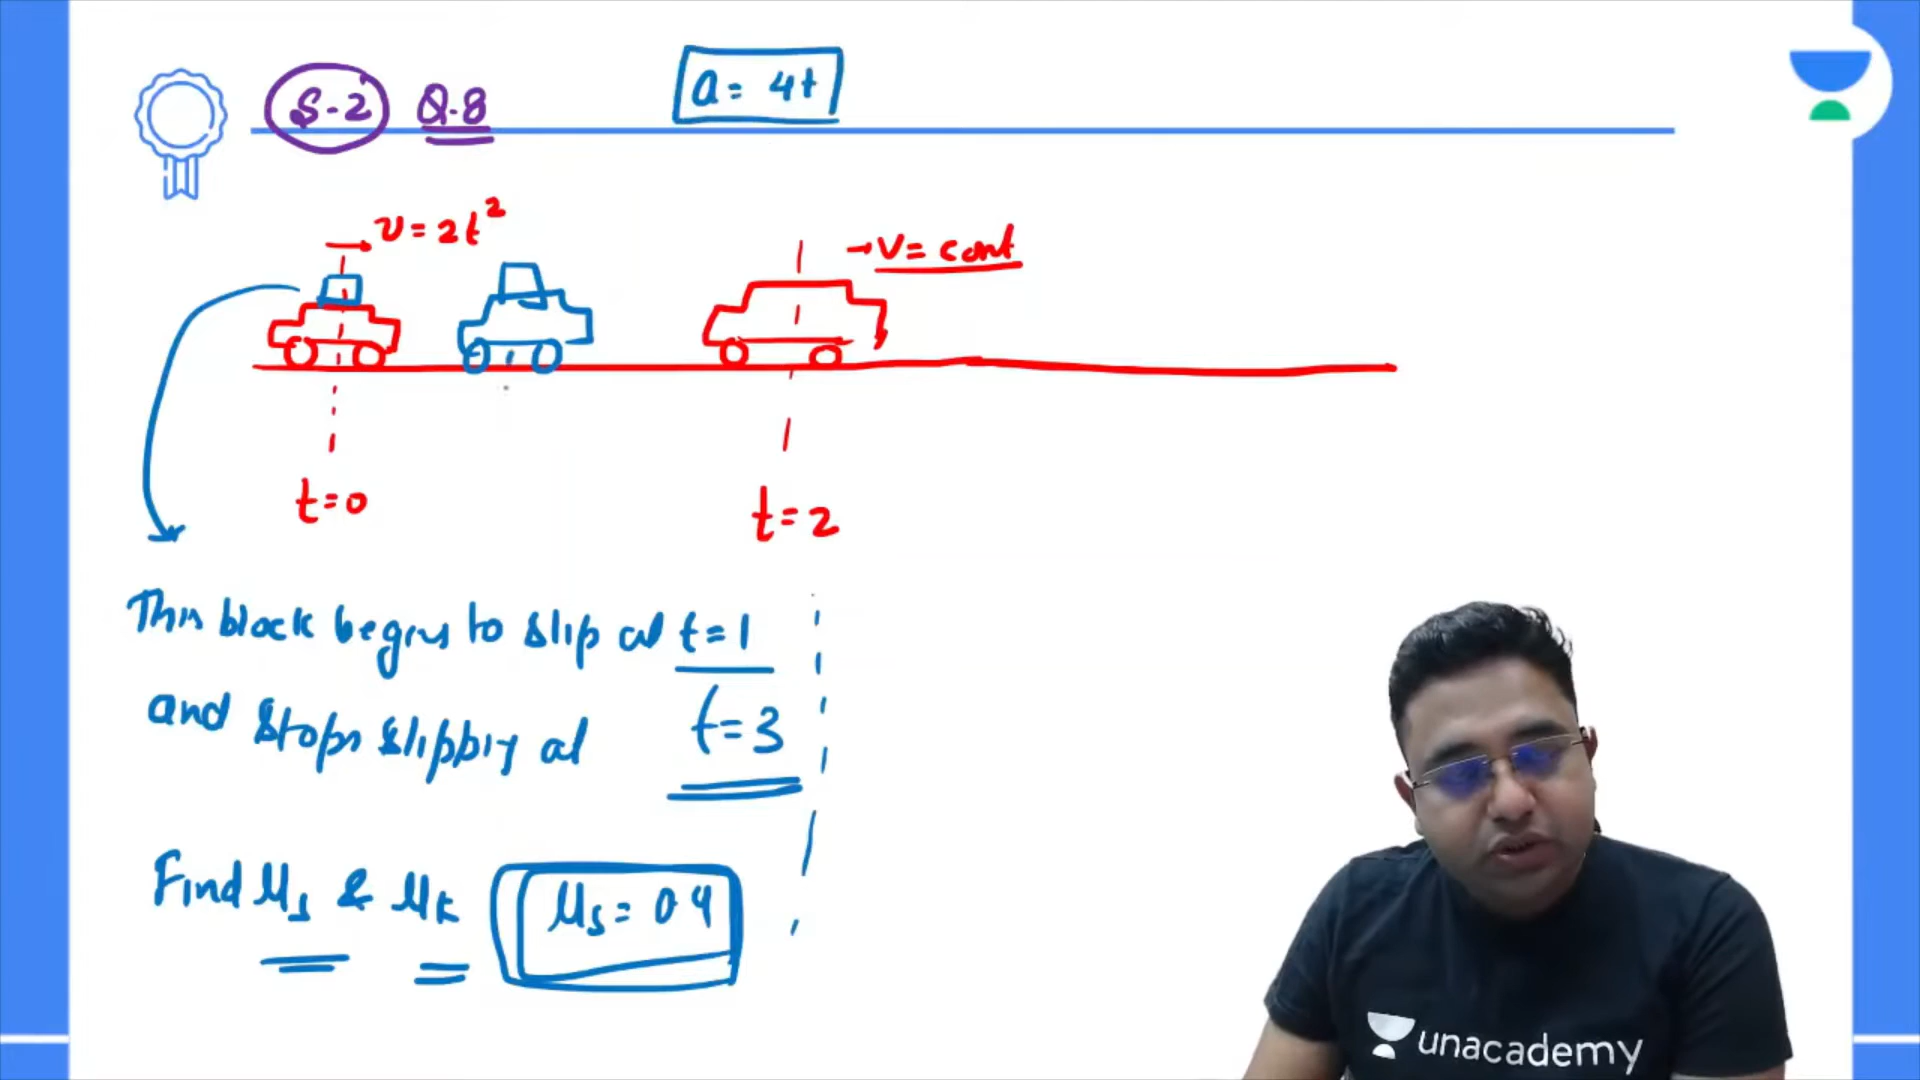 S-2 Q.8
a = 4t
v = 2t²
v = cont
t=0
t=2
This block begins to slip at t=1
and stops slipping at t=3
Find μs & μk
μs = 0.4
unacademy